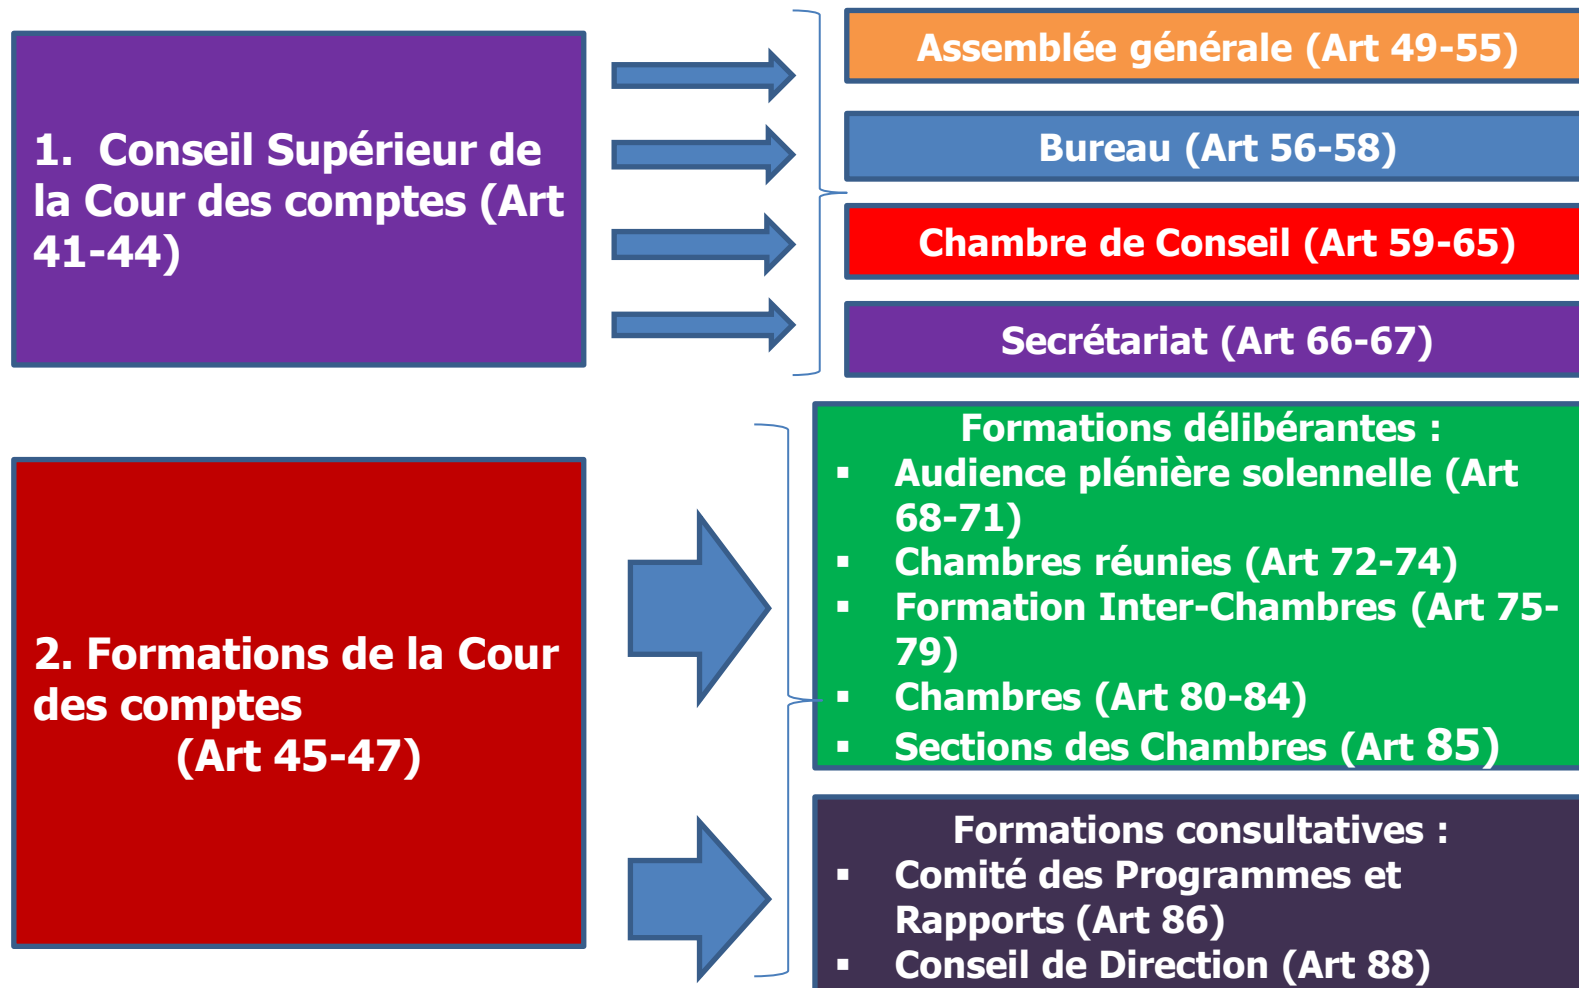 1. Conseil Supérieur de
la Cour des comptes (Art
41-44)
Assemblée générale (Art 49-55)
Bureau (Art 56-58)
Chambre de Conseil (Art 59-65)
Secrétariat (Art 66-67)
2. Formations de la Cour
des comptes
(Art 45-47)
Formations délibérantes :
▪ Audience plénière solennelle (Art
68-71)
▪ Chambres réunies (Art 72-74)
▪ Formation Inter-Chambres (Art 75-
79)
▪ Chambres (Art 80-84)
▪ Sections des Chambres (Art 85)
Formations consultatives :
▪ Comité des Programmes et
Rapports (Art 86)
▪ Conseil de Direction (Art 88)